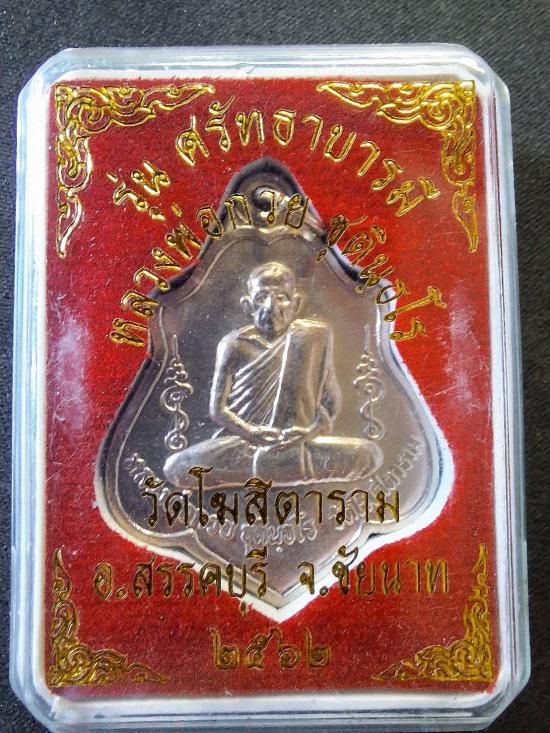 รุ่น ศรัทธาบารมี
หลวงพ่อกวย ชุตินฺธโร
วัดโฆสิตาราม
อ.สรรคบุรี จ.ชัยนาท
๒๕๖๒